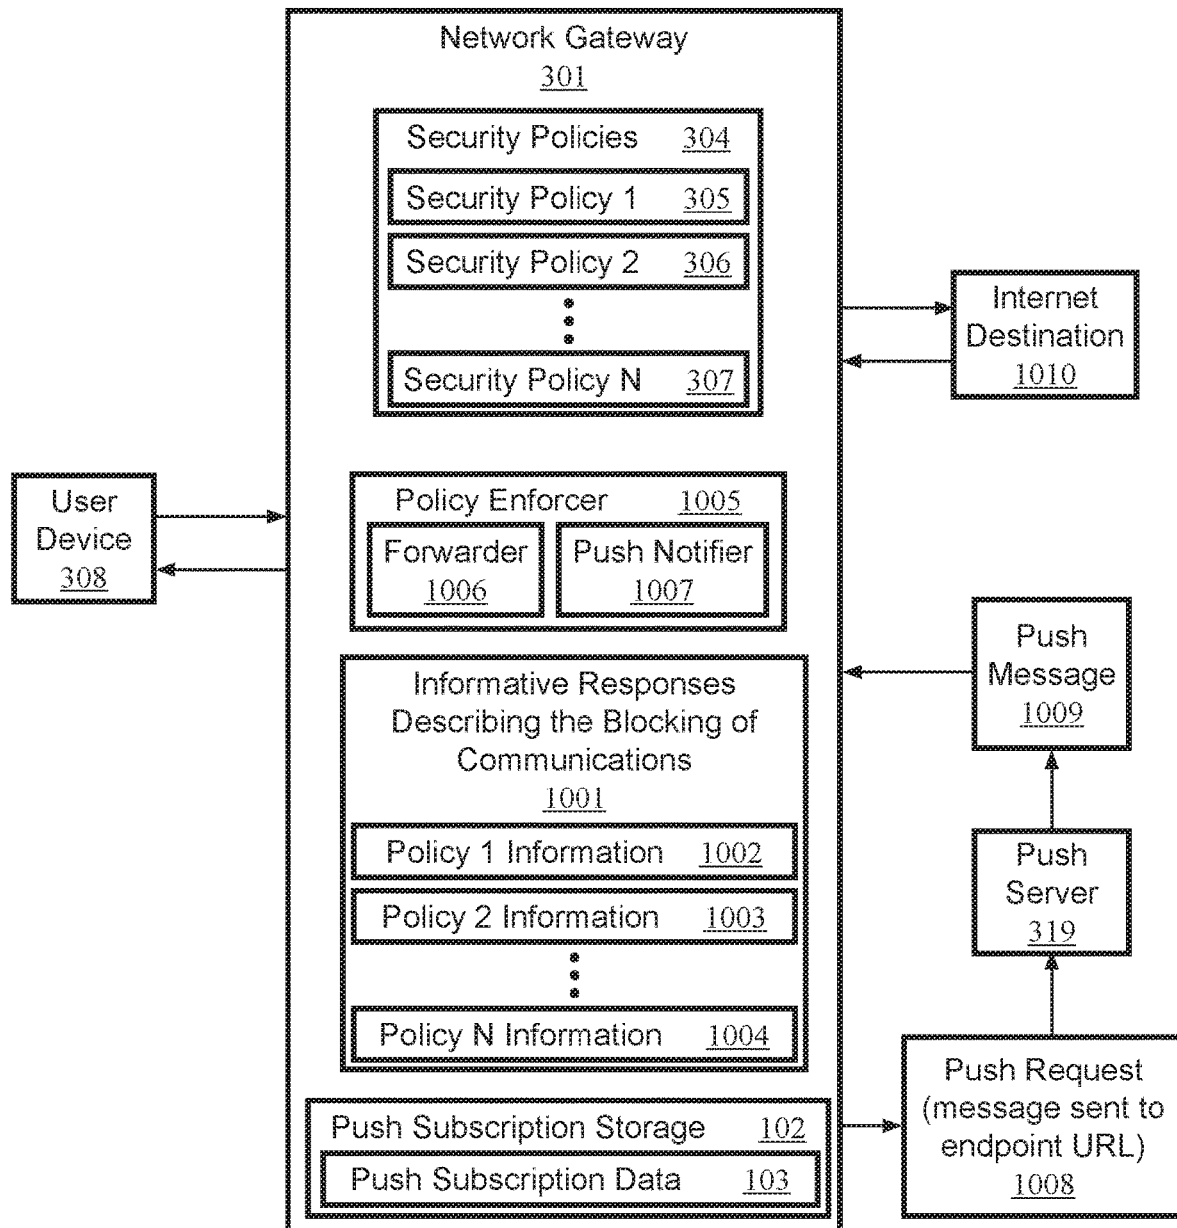 Network Gateway
301
Security Policies 304
Security Policy 1 305
Security Policy 2 306
Security Policy N 307
Internet
Destination
1010
User
Device
308
Policy Enforcer 1005
Forwarder
1006
Push Notifier
1007
Informative Responses
Describing the Blocking of
Communications
1001
Policy 1 Information 1002
Policy 2 Information 1003
Policy N Information 1004
Push
Message
1009
Push
Server
319
Push Subscription Storage 102
Push Subscription Data 103
Push Request
(message sent to
endpoint URL)
1008